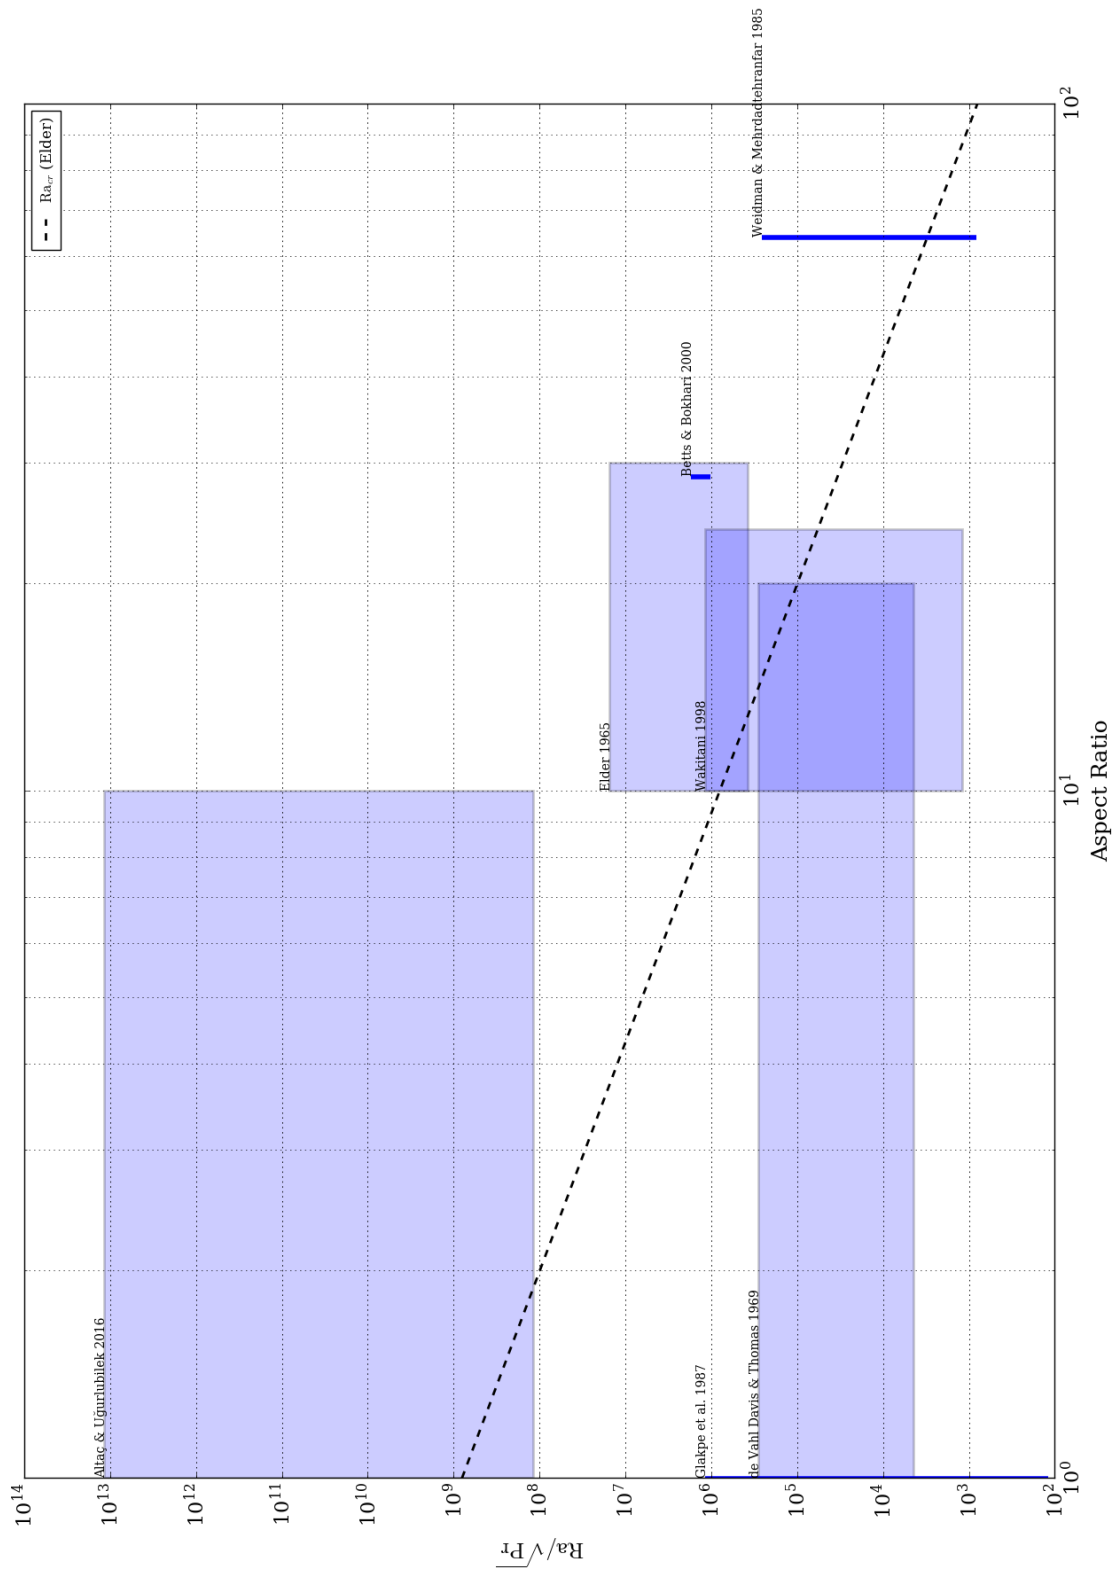 Ra/√Pr
10^14
10^13
10^12
10^11
10^10
10^9
10^8
10^7
10^6
10^5
10^4
10^3
10^2
Ra_cr (Elder)
Altaç & Uğurlubilek 2016
Elder 1965
Wakitani 1998
Betts & Bokhari 2000
Glakpe et al. 1987
de Vahl Davis & Thomas 1969
Weidman & Mehrdadtehranfar 1985
10^0
10^1
10^2
Aspect Ratio